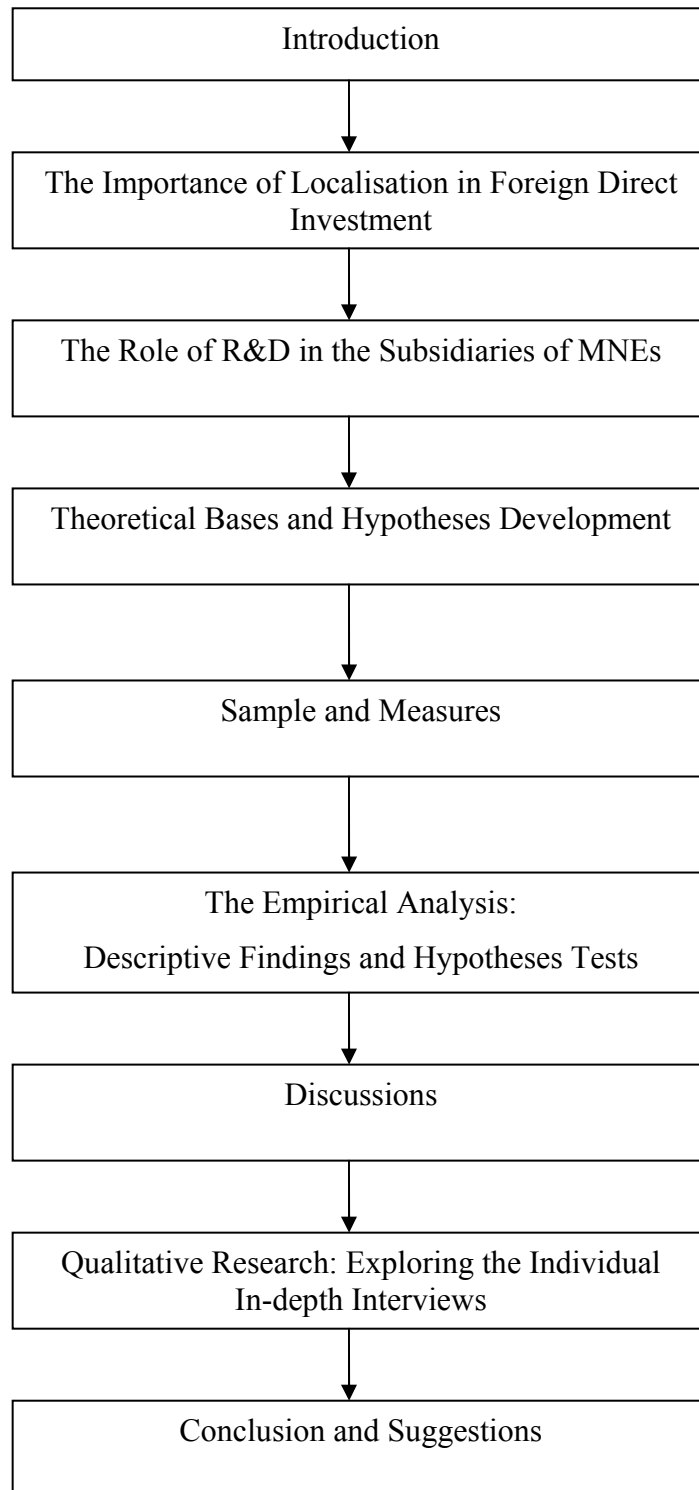 Introduction
The Importance of Localisation in Foreign Direct
Investment
The Role of R&D in the Subsidiaries of MNEs
Theoretical Bases and Hypotheses Development
Sample and Measures
The Empirical Analysis:
Descriptive Findings and Hypotheses Tests
Discussions
Qualitative Research: Exploring the Individual
In-depth Interviews
Conclusion and Suggestions